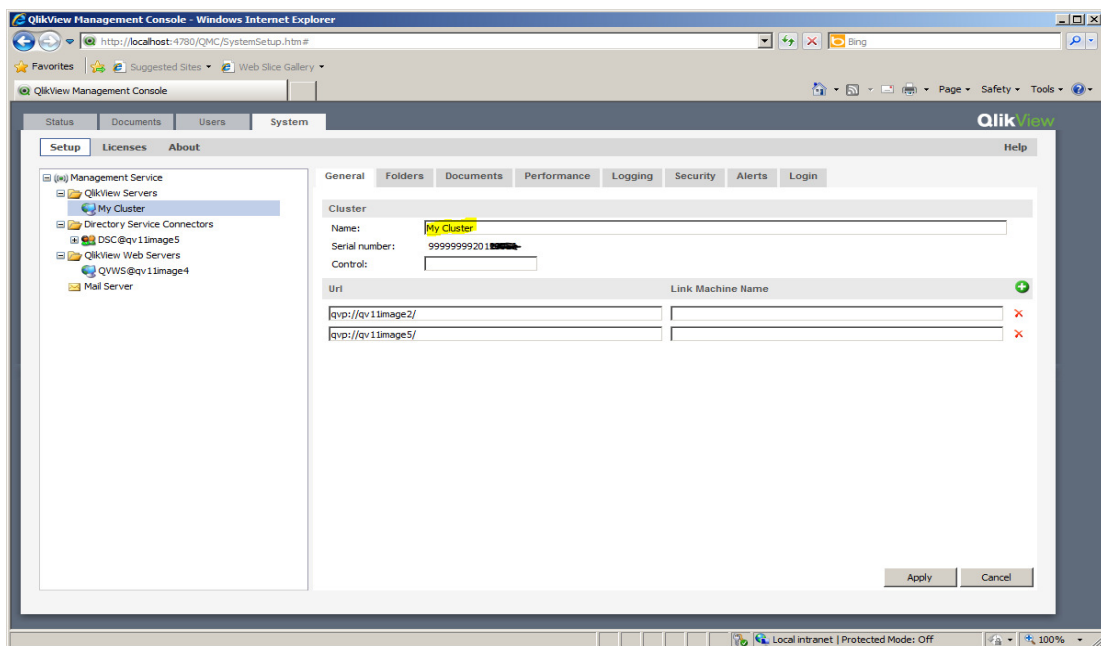 QlikView Management Console - Windows Internet Explorer
http://localhost:4780/QMC/SystemSetup.htm#
Bing
Favorites Suggested Sites Web Slice Gallery
QlikView Management Console
Page Safety Tools
Status Documents Users System
QlikView
Setup Licenses About Help
Management Service
QlikView Servers
My Cluster
Directory Service Connectors
DSC@qv11image5
QlikView Web Servers
QVWS@qv11image4
Mail Server
General Folders Documents Performance Logging Security Alerts Login
Cluster
Name: My Cluster
Serial number: 9999999920
Control:
Url Link Machine Name
qvp://qv11image2/
qvp://qv11image5/
Apply Cancel
Local intranet | Protected Mode: Off 100%